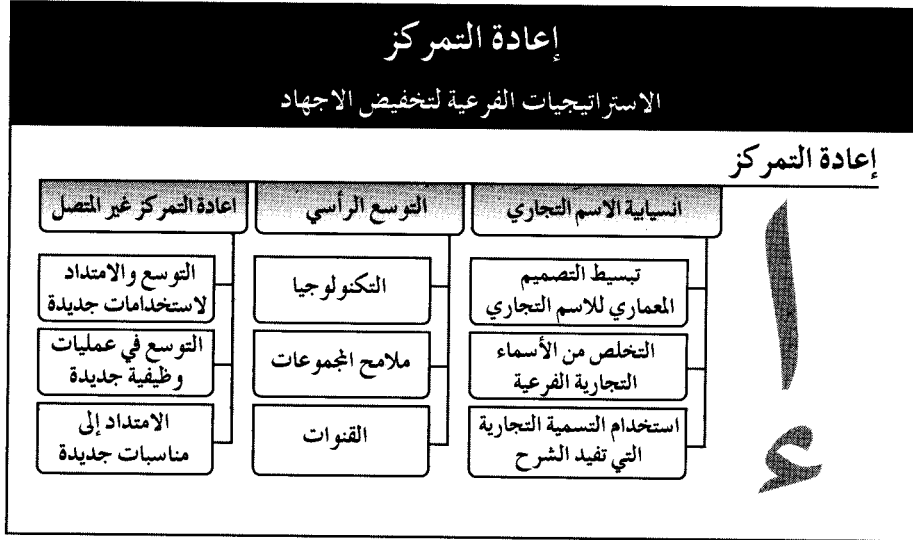 إعادة التمركز
الاستراتيجيات الفرعية لتخفيض الاجهاد
إعادة التمركز
انسيابية الاسم التجاري
تبسيط التصميم
المعماري للاسم التجاري
التخلص من الأسماء
التجارية الفرعية
استخدام التسمية التجارية
التي تفيد الشرح
التوسع الرأسي
التكنولوجيا
ملامح المجموعات
القنوات
اعادة التمركز غير المتصل
التوسع والامتداد
لاستخدامات جديدة
التوسع في عمليات
وظيفية جديدة
الامتداد إلى
مناسبات جديدة
أ